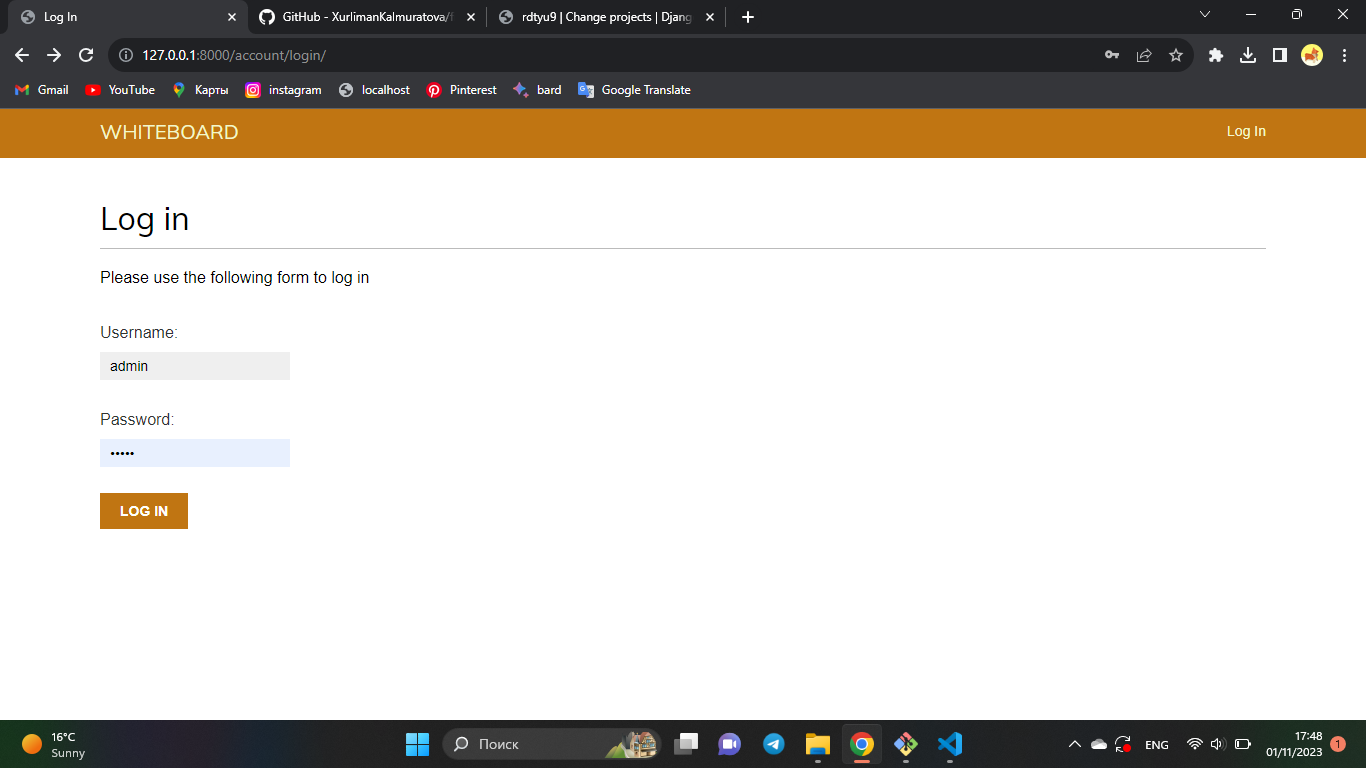 Log In
GitHub - XurlimanKalmuratova/f
rdtyu9 | Change projects | Djang
127.0.0.1:8000/account/login/
Gmail
YouTube
Карты
instagram
localhost
Pinterest
bard
Google Translate
WHITEBOARD
Log In
Log in
Please use the following form to log in
Username:
admin
Password:
•••••
LOG IN
16°C
Sunny
Поиск
ENG
17:48
01/11/2023
1